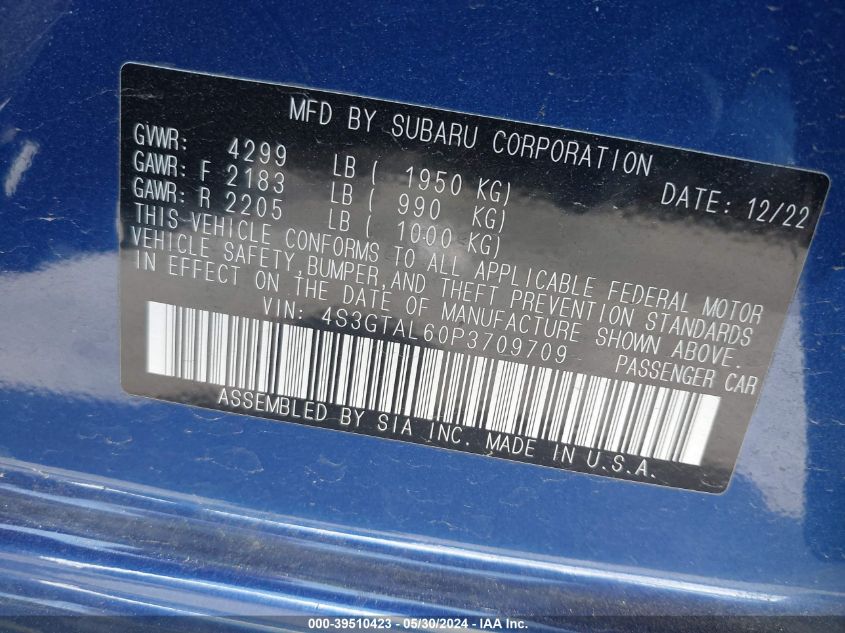 MFD BY SUBARU CORPORATION
GVWR: 4299 LB ( 1950 KG) DATE: 12/22
GAWR: F 2183 LB ( 990 KG)
GAWR: R 2205 LB ( 1000 KG)
THIS VEHICLE CONFORMS TO ALL APPLICABLE FEDERAL MOTOR
VEHICLE SAFETY, BUMPER, AND THEFT PREVENTION STANDARDS
IN EFFECT ON THE DATE OF MANUFACTURE SHOWN ABOVE.
VIN: 4S3GTAL60P3709709 PASSENGER CAR
ASSEMBLED BY SIA INC. MADE IN U.S.A.
000-39510423 - 05/30/2024 - IAA Inc.